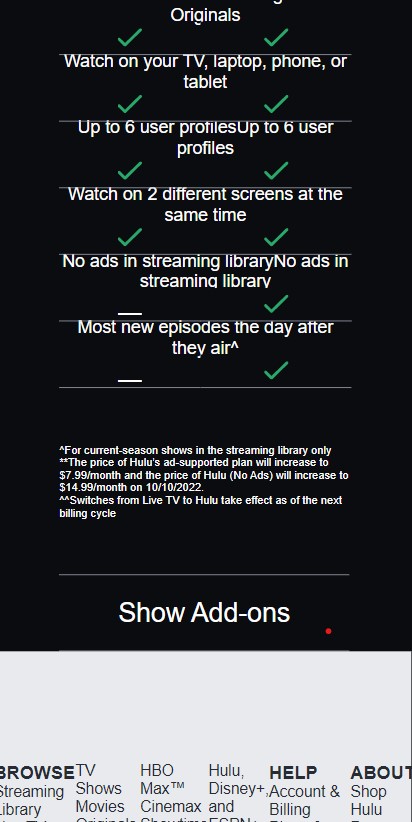 Originals
Watch on your TV, laptop, phone, or
tablet
Up to 6 user profilesUp to 6 user
profiles
Watch on 2 different screens at the
same time
No ads in streaming libraryNo ads in
streaming library
Most new episodes the day after
they air^
^For current-season shows in the streaming library only
**The price of Hulu's ad-supported plan will increase to
$7.99/month and the price of Hulu (No Ads) will increase to
$14.99/month on 10/10/2022.
^^Switches from Live TV to Hulu take effect as of the next
billing cycle
Show Add-ons
BROWSE
Streaming
Library
TV
Shows
Movies
Originals
HBO
Max™
Cinemax
Showtime
Hulu,
Disney+,
and
ESPN+
HELP
Account &
Billing
ABOUT
Shop
Hulu